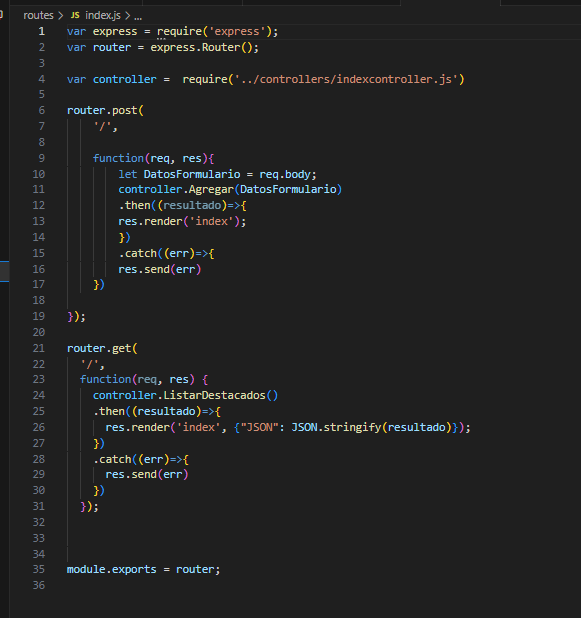 routes > JS index.js > ...
1 var express = require('express');
2 var router = express.Router();
3
4 var controller =  require('../controllers/indexcontroller.js')
5
6 router.post(
7     '/',
8
9     function(req, res){
10         let DatosFormulario = req.body;
11         controller.Agregar(DatosFormulario)
12         .then((resultado)=>{
13         res.render('index');
14         })
15         .catch((err)=>{
16         res.send(err)
17     })
18
19 });
20
21 router.get(
22   '/',
23   function(req, res) {
24     controller.ListarDestacados()
25     .then((resultado)=>{
26       res.render('index', {"JSON": JSON.stringify(resultado)});
27     })
28     .catch((err)=>{
29       res.send(err)
30     })
31   });
32
33
34
35 module.exports = router;
36